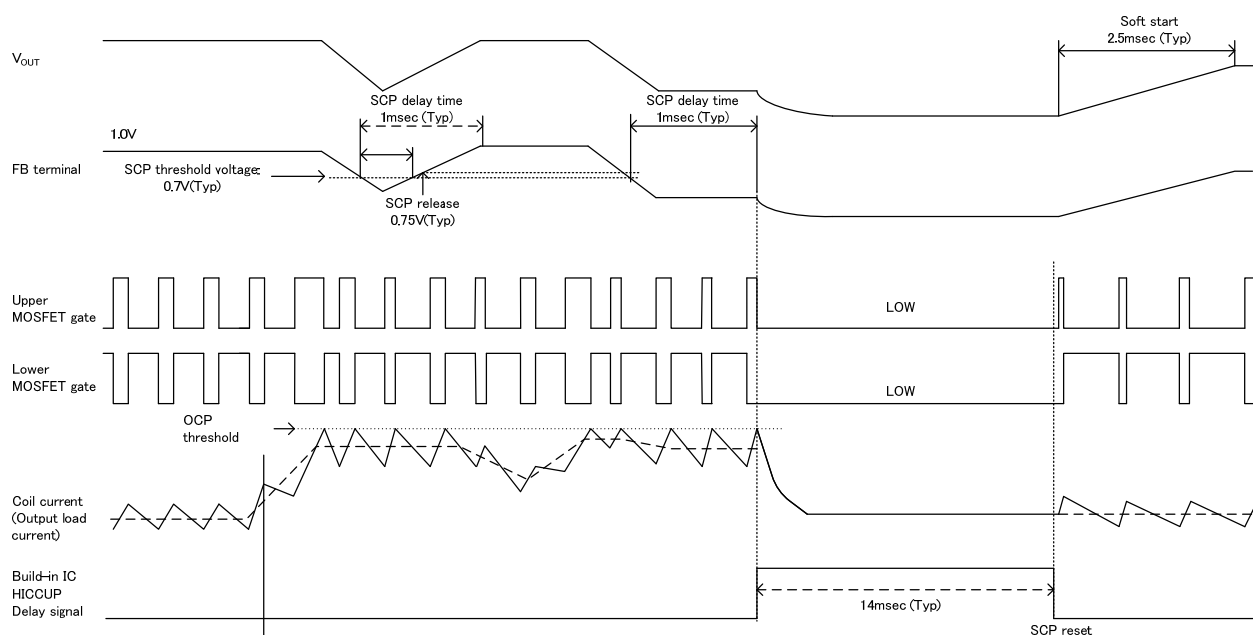 Soft start
2.5msec (Typ)
VOUT
SCP delay time
1msec (Typ)
SCP delay time
1msec (Typ)
1.0V
FB terminal
SCP threshold voltage:
0.7V(Typ)
SCP release
0.75V(Typ)
Upper
MOSFET gate
LOW
Lower
MOSFET gate
LOW
OCP
threshold
Coil current
(Output load
current)
Build-in IC
HICCUP
Delay signal
14msec (Typ)
SCP reset